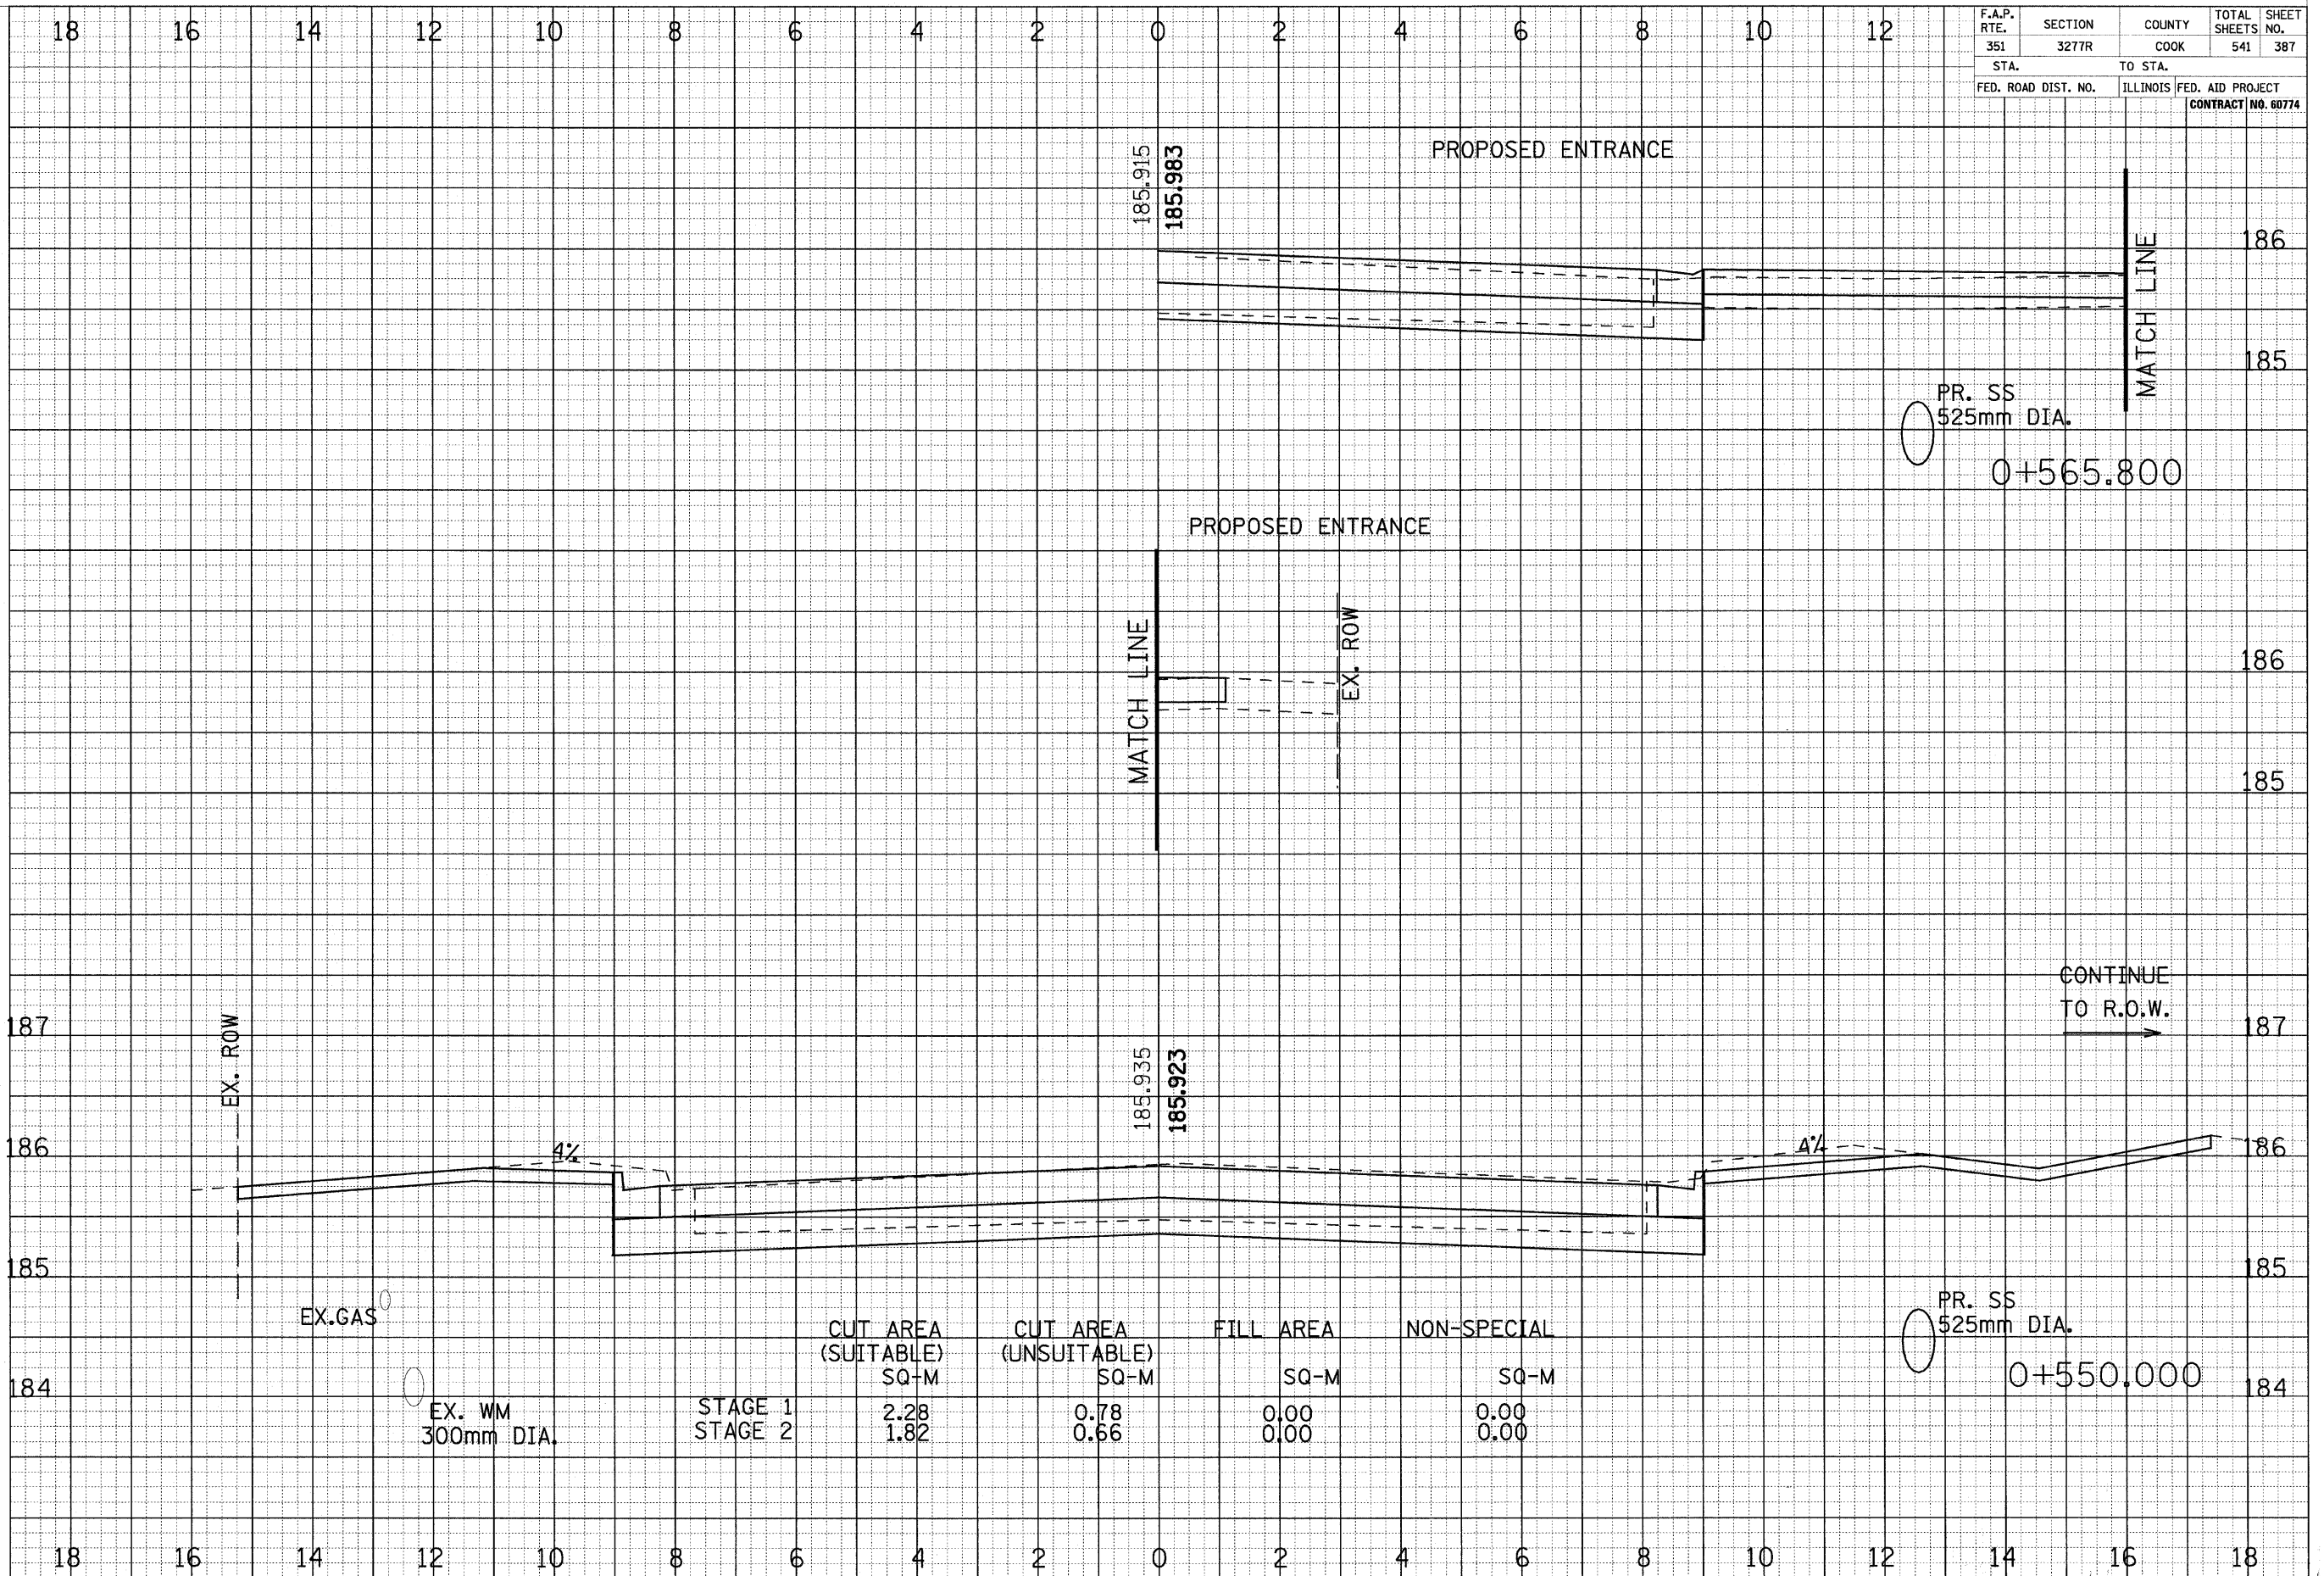 18 16 14 12 10 8 6 4 2 0 2 4 6 8 10 12
F.A.P. RTE. SECTION COUNTY TOTAL SHEETS SHEET NO.
351 3277R COOK 541 387
STA. TO STA.
FED. ROAD DIST. NO. ILLINOIS FED. AID PROJECT
CONTRACT NO. 60774
PROPOSED ENTRANCE
185.915
185.983
186
MATCH LINE
185
PR. SS
525mm DIA.
0+565.800
PROPOSED ENTRANCE
MATCH LINE
EX. ROW
186
185
CONTINUE
TO R.O.W.
187
187
EX. ROW
185.935
185.923
186
4%
4%
186
185
185
EX.GAS
PR. SS
525mm DIA.
0+550.000
184
184
EX. WM
300mm DIA.
CUT AREA CUT AREA FILL AREA NON-SPECIAL
(SUITABLE) (UNSUITABLE)
SQ-M SQ-M SQ-M SQ-M
STAGE 1 2.28 0.78 0.00 0.00
STAGE 2 1.82 0.66 0.00 0.00
18 16 14 12 10 8 6 4 2 0 2 4 6 8 10 12 14 16 18